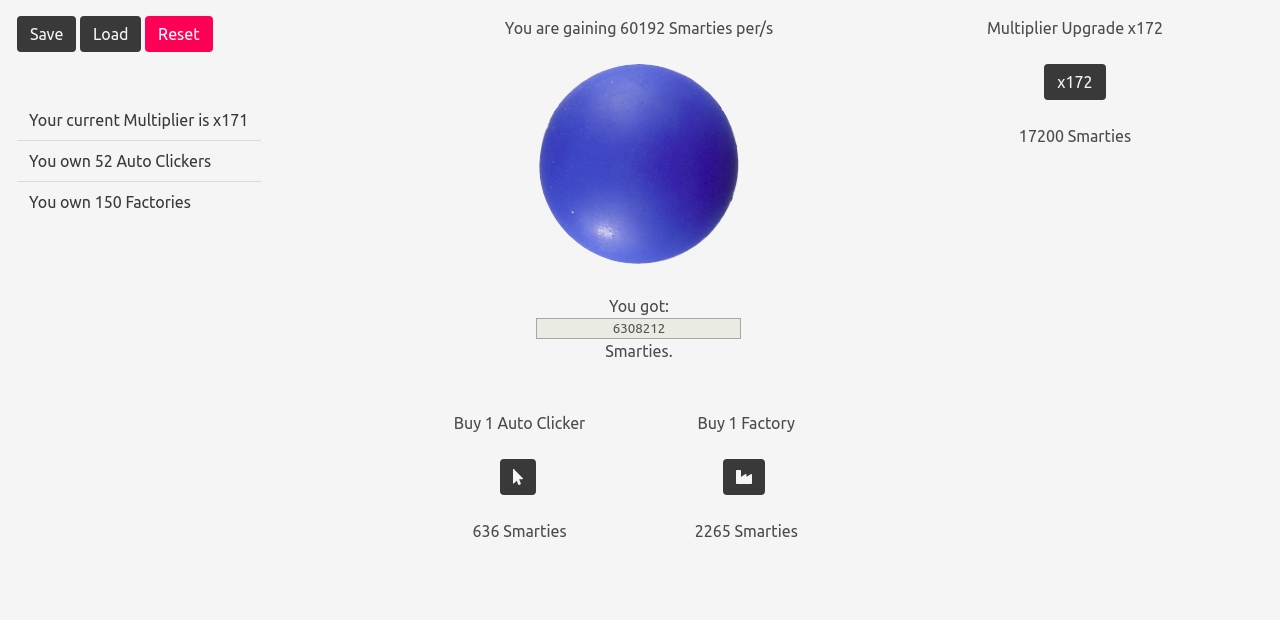 Save Load Reset
You are gaining 60192 Smarties per/s
Multiplier Upgrade x172
x172
17200 Smarties
Your current Multiplier is x171
You own 52 Auto Clickers
You own 150 Factories
You got:
6308212
Smarties.
Buy 1 Auto Clicker
636 Smarties
Buy 1 Factory
2265 Smarties